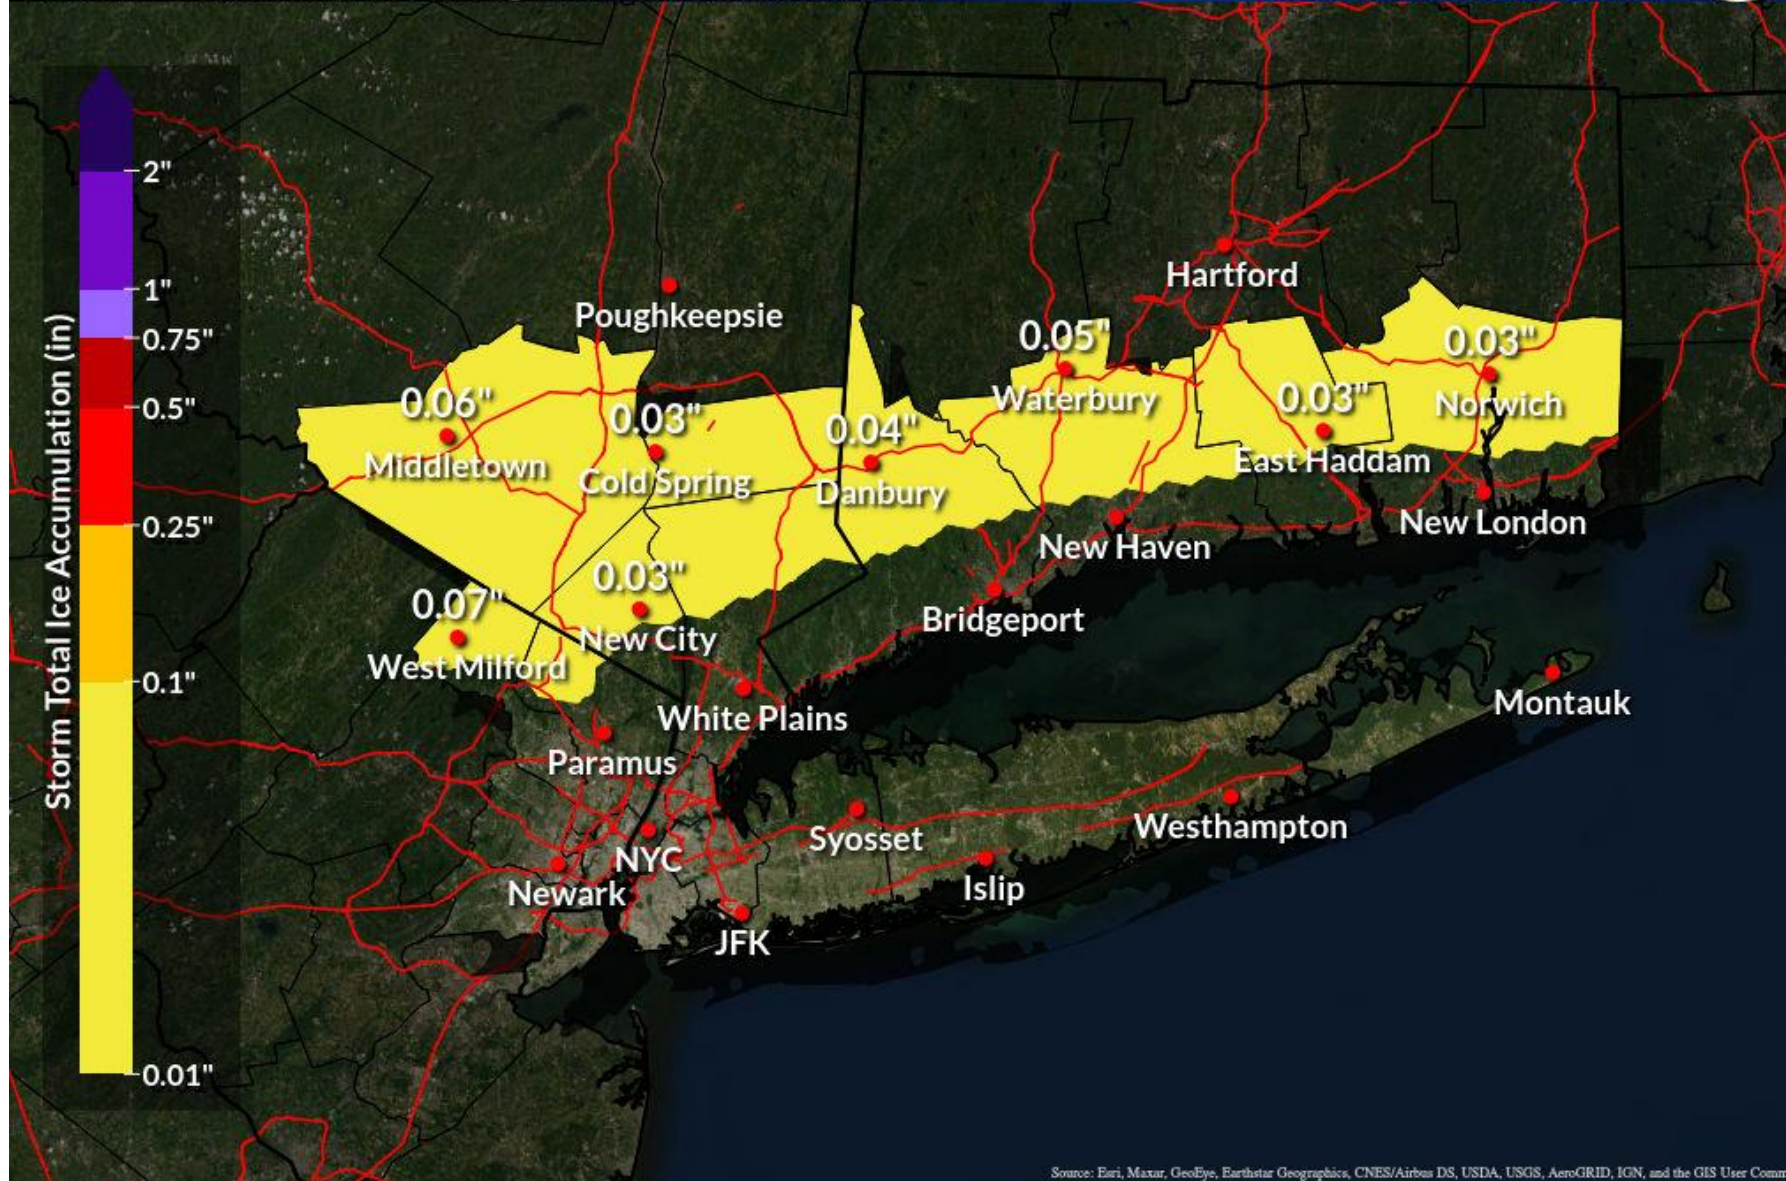 Storm Total Ice Accumulation (in)
2"
1"
0.75"
0.5"
0.25"
0.1"
0.01"
Hartford
Poughkeepsie
0.05"
Waterbury
0.03"
Norwich
0.06"
Middletown
0.03"
Cold Spring
0.04"
Danbury
0.03"
East Haddam
New London
New Haven
0.07"
West Milford
0.03"
New City
Bridgeport
White Plains
Montauk
Paramus
Syosset
Westhampton
NYC
Newark
Islip
JFK
Source: Esri, Maxar, GeoEye, Earthstar Geographics, CNES/Airbus DS, USDA, USGS, AeroGRID, IGN, and the GIS User Comm